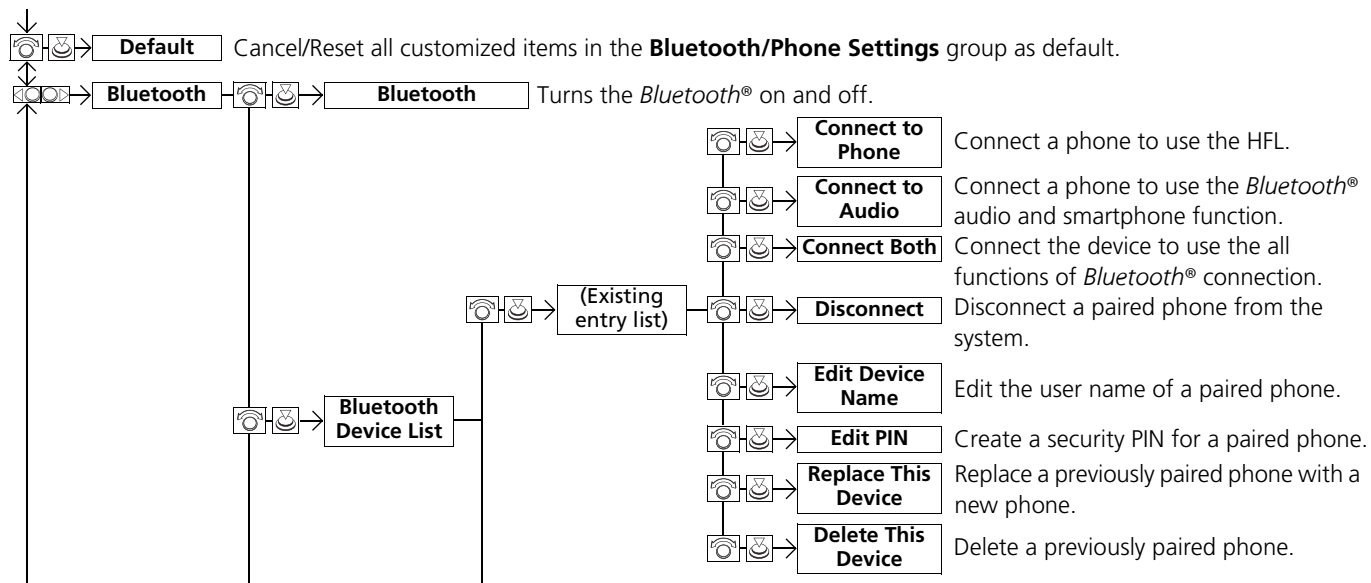 Default Cancel/Reset all customized items in the Bluetooth/Phone Settings group as default.
Bluetooth Bluetooth Turns the Bluetooth® on and off.
Connect to
Phone
Connect a phone to use the HFL.
Connect to
Audio
Connect a phone to use the Bluetooth®
audio and smartphone function.
Connect Both
Connect the device to use the all
functions of Bluetooth® connection.
(Existing
entry list)
Disconnect
Disconnect a paired phone from the
system.
Edit Device
Name
Edit the user name of a paired phone.
Bluetooth
Device List
Edit PIN
Create a security PIN for a paired phone.
Replace This
Device
Replace a previously paired phone with a
new phone.
Delete This
Device
Delete a previously paired phone.